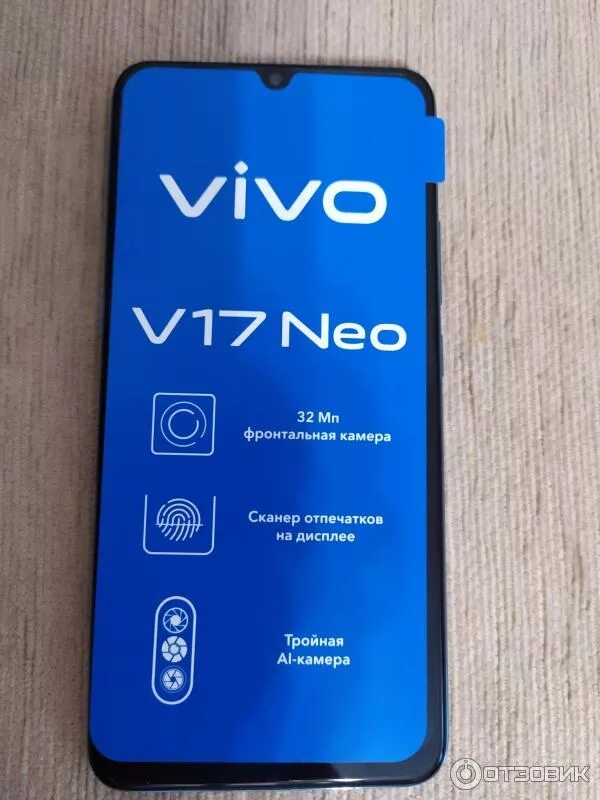 vivo
V17 Neo
32 Мп
фронтальная камера
Сканер отпечатков
на дисплее
Тройная
AI-камера
ОТЗОВИК